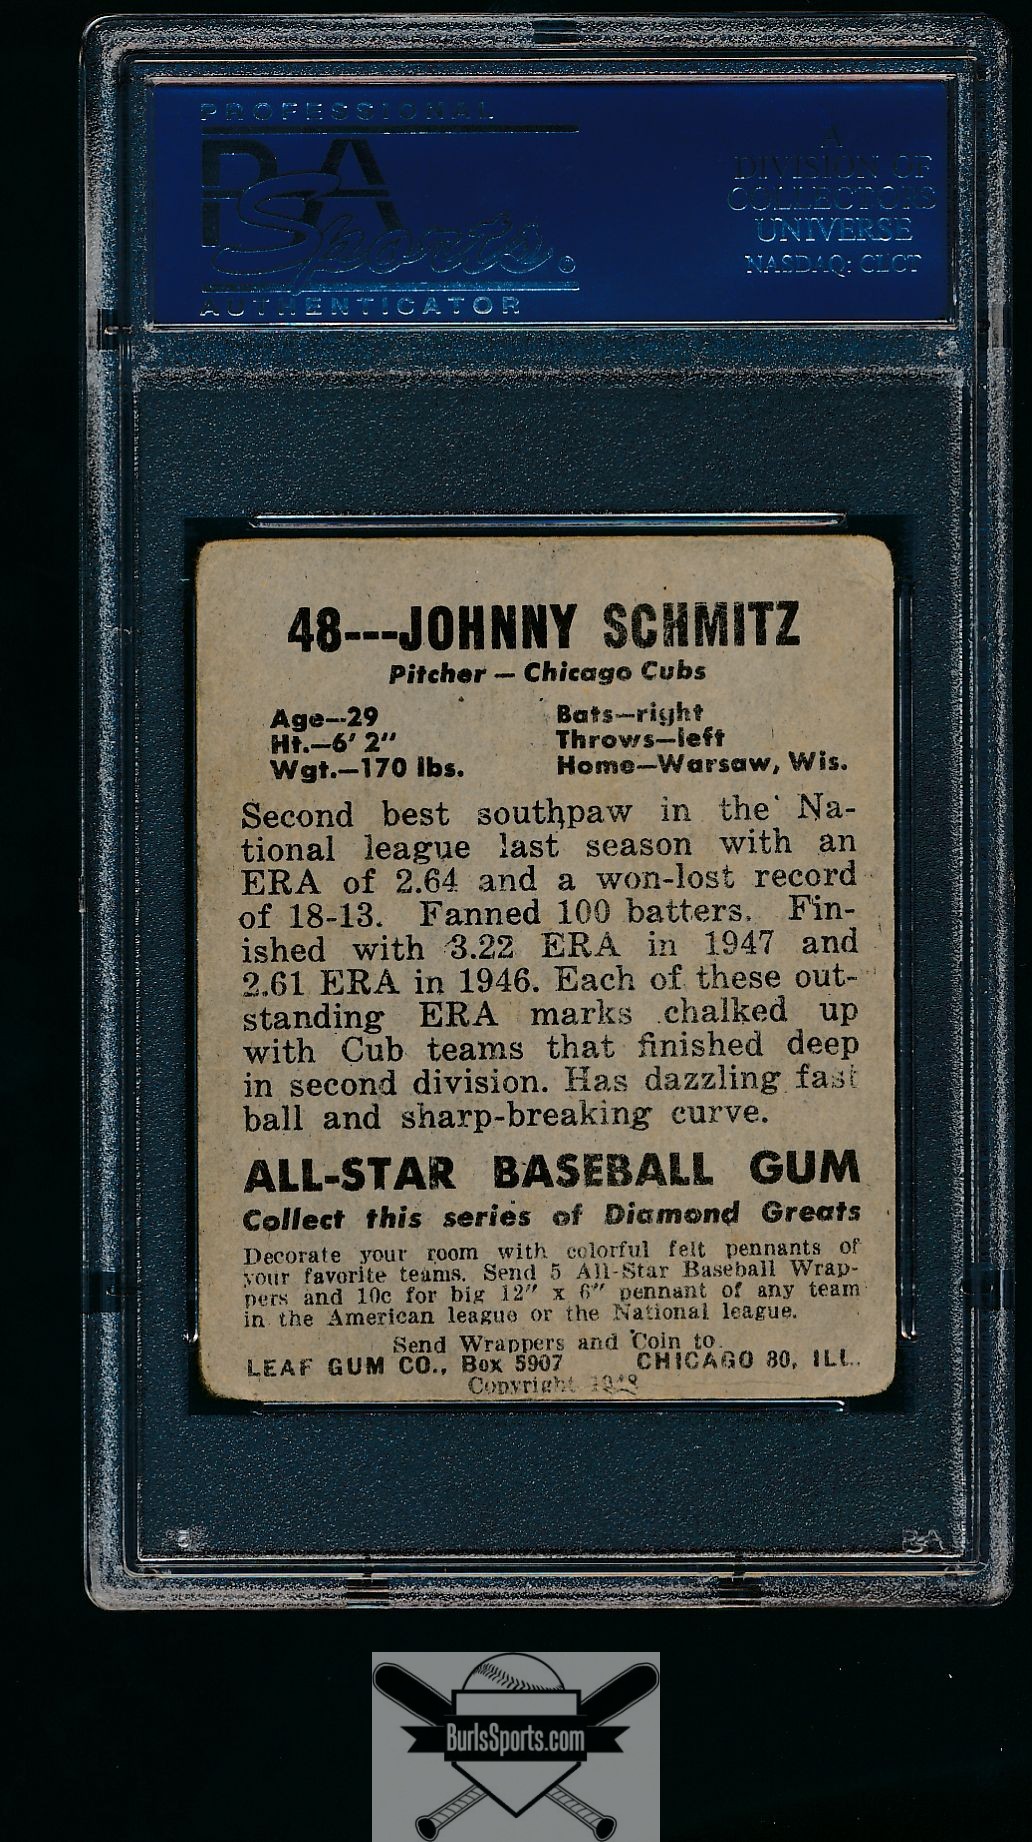 PROFESSIONAL
PSA
Sports®
AUTHENTICATOR
A
DIVISION OF
COLLECTORS
UNIVERSE
NASDAQ: CLCT
48---JOHNNY SCHMITZ
Pitcher — Chicago Cubs
Age—29 Bats—right
Ht.—6' 2" Throws—left
Wgt.—170 lbs. Home—Warsaw, Wis.
Second best southpaw in the Na-
tional league last season with an
ERA of 2.64 and a won-lost record
of 18-13. Fanned 100 batters. Fin-
ished with 3.22 ERA in 1947 and
2.61 ERA in 1946. Each of these out-
standing ERA marks chalked up
with Cub teams that finished deep
in second division. Has dazzling fast
ball and sharp-breaking curve.
ALL-STAR BASEBALL GUM
Collect this series of Diamond Greats
Decorate your room with colorful felt pennants of
your favorite teams. Send 5 All-Star Baseball Wrap-
pers and 10c for big 12" x 6" pennant of any team
in the American league or the National league.
Send Wrappers and Coin to
LEAF GUM CO., Box 5907 CHICAGO 80, ILL.
Copyright 1948
PSA
BurlsSports.com